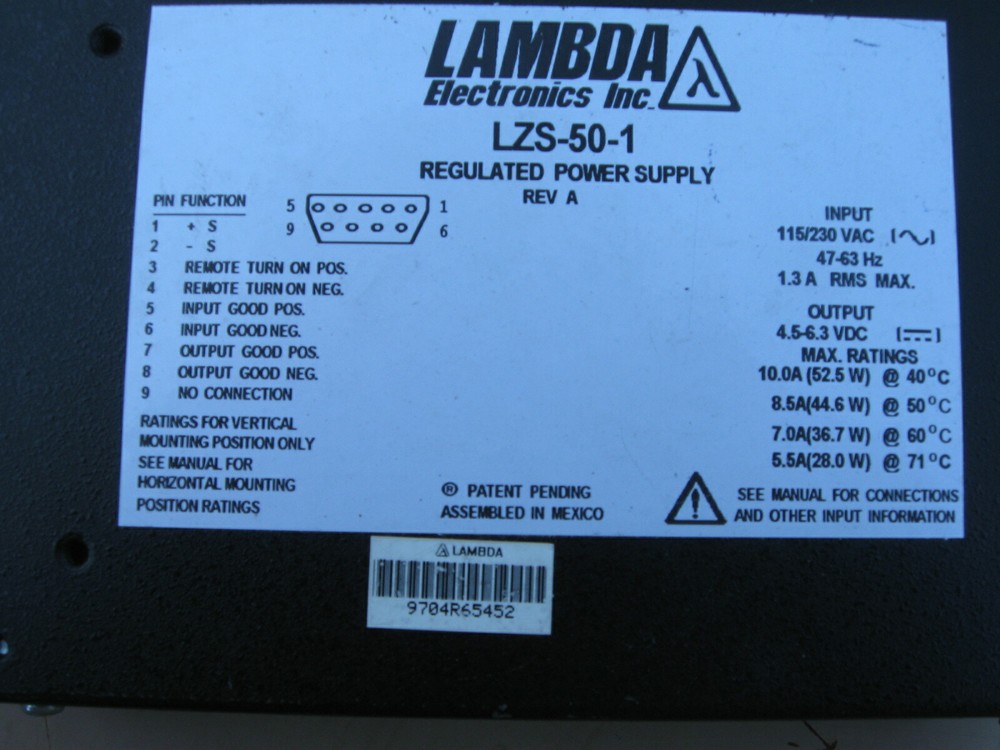 LAMBDA
Electronics Inc.
LZS-50-1
REGULATED POWER SUPPLY
REV A
PIN FUNCTION
1 + S
2 - S
3 REMOTE TURN ON POS.
4 REMOTE TURN ON NEG.
5 INPUT GOOD POS.
6 INPUT GOOD NEG.
7 OUTPUT GOOD POS.
8 OUTPUT GOOD NEG.
9 NO CONNECTION
5 1
9 6
RATINGS FOR VERTICAL
MOUNTING POSITION ONLY
SEE MANUAL FOR
HORIZONTAL MOUNTING
POSITION RATINGS
INPUT
115/230 VAC
47-63 Hz
1.3 A RMS MAX.
OUTPUT
4.5-6.3 VDC
MAX. RATINGS
10.0A (52.5 W) @ 40°C
8.5A(44.6 W) @ 50°C
7.0A(36.7 W) @ 60°C
5.5A(28.0 W) @ 71°C
® PATENT PENDING
ASSEMBLED IN MEXICO
SEE MANUAL FOR CONNECTIONS
AND OTHER INPUT INFORMATION
LAMBDA
9704R65452